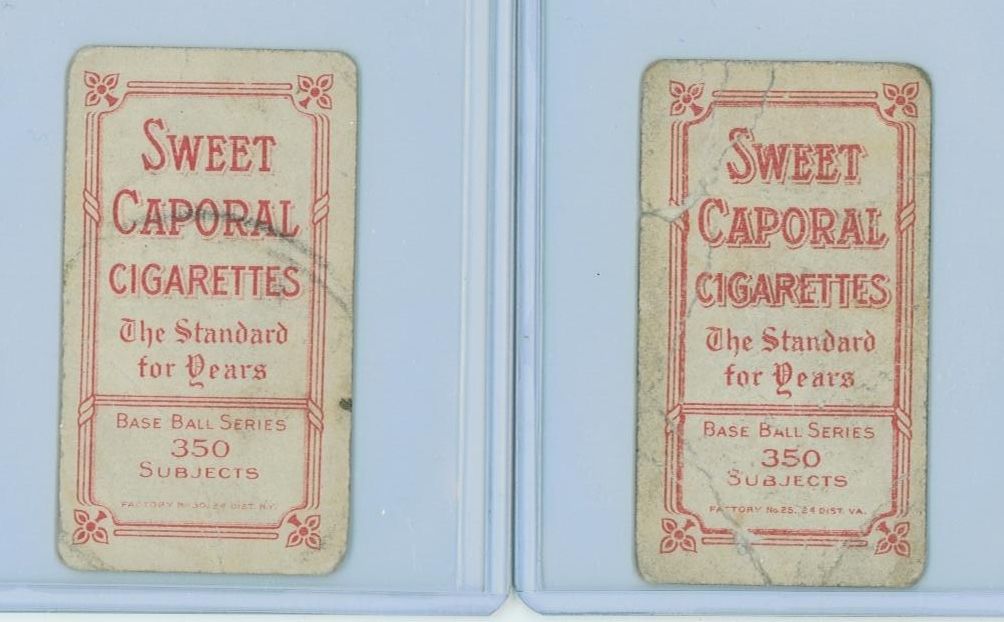 SWEET
CAPORAL
CIGARETTES
The Standard
for Years
BASE BALL SERIES
350
SUBJECTS
FACTORY No 30, 2d DIST. N.Y.
SWEET
CAPORAL
CIGARETTES
The Standard
for Years
BASE BALL SERIES
350
SUBJECTS
FACTORY No. 25, 2d DIST. VA.